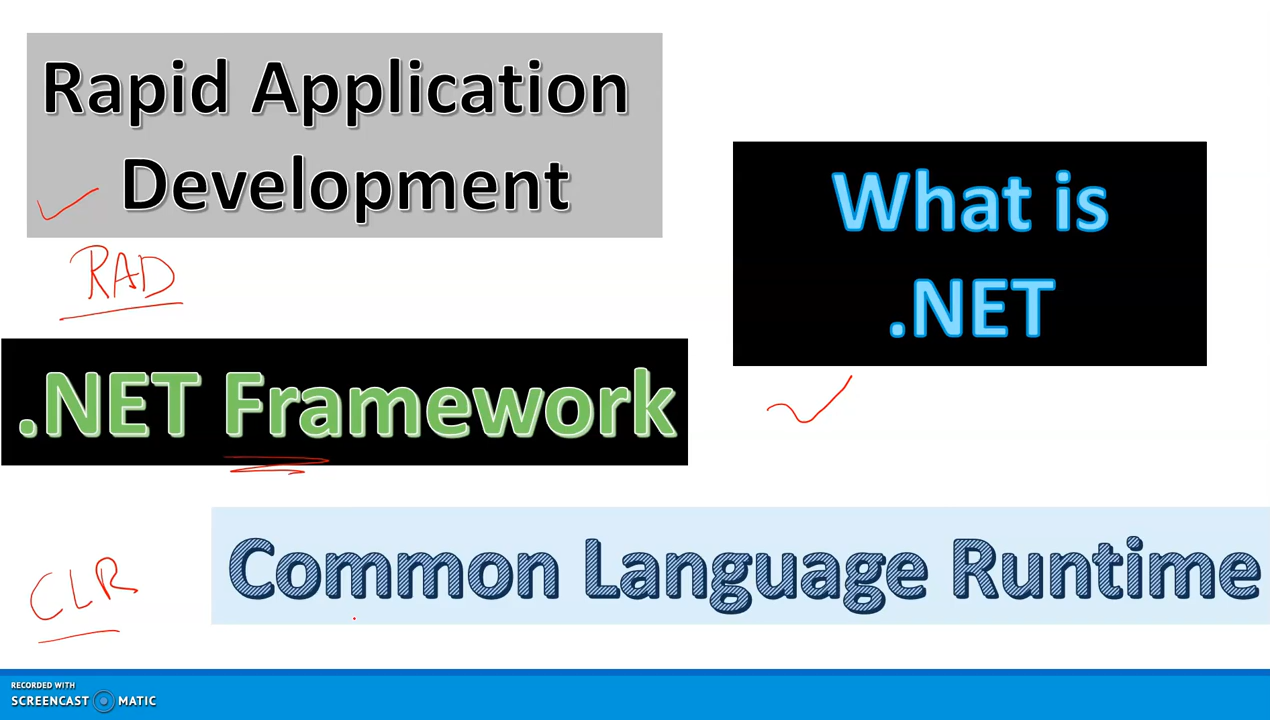 Rapid Application
Development
RAD
What is
.NET
.NET Framework
CLR
Common Language Runtime
RECORDED WITH
SCREENCAST MATIC